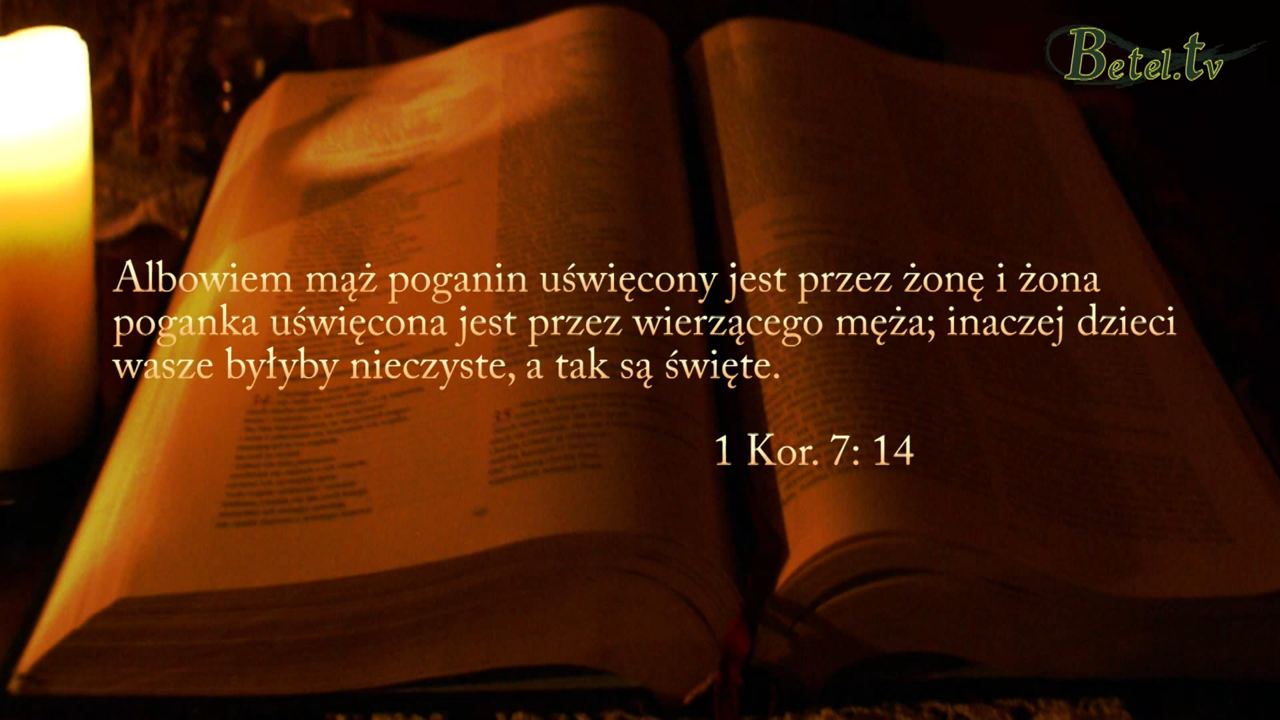 Betel.tv
Albowiem mąż poganin uświęcony jest przez żonę i żona
poganka uświęcona jest przez wierzącego męża; inaczej dzieci
wasze byłyby nieczyste, a tak są święte.
1 Kor. 7: 14